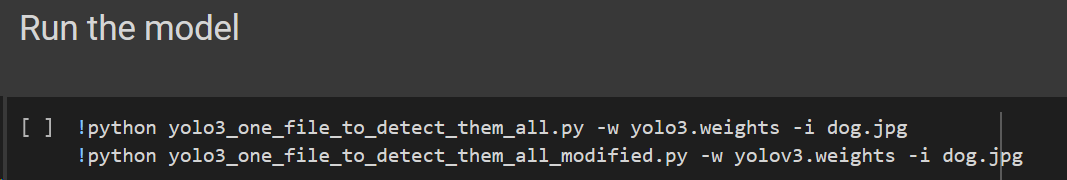 Run the model
[ ] !python yolo3_one_file_to_detect_them_all.py -w yolo3.weights -i dog.jpg
!python yolo3_one_file_to_detect_them_all_modified.py -w yolov3.weights -i dog.jpg